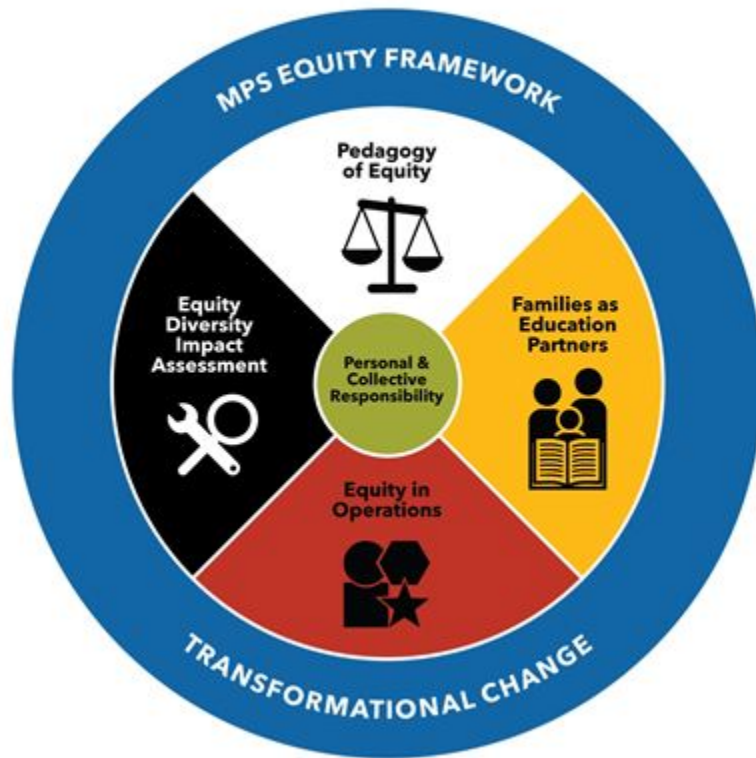 MPS EQUITY FRAMEWORK
Pedagogy
of Equity
Equity
Diversity
Impact
Assessment
Families as
Education
Partners
Personal &
Collective
Responsibility
Equity in
Operations
TRANSFORMATIONAL CHANGE